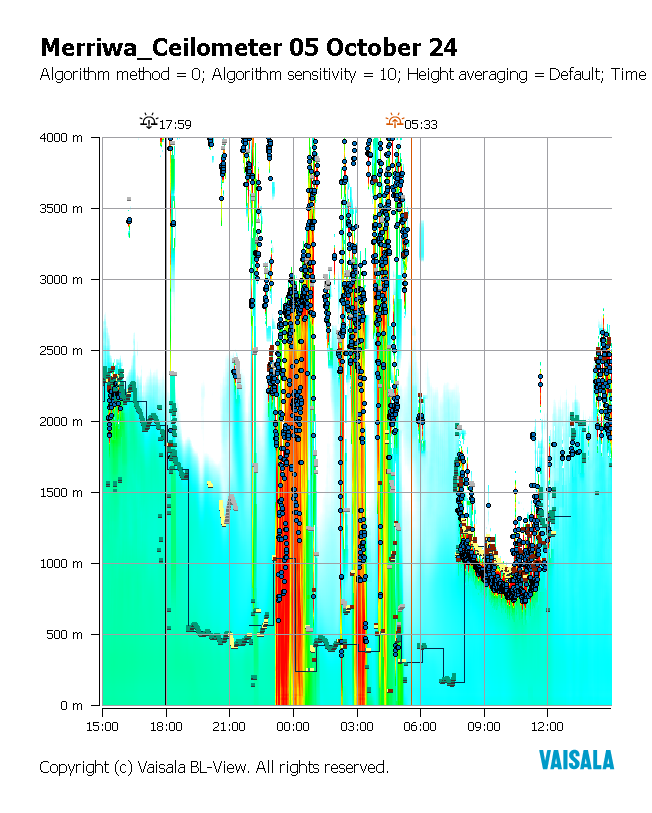 Merriwa_Ceilometer 05 October 24
Algorithm method = 0; Algorithm sensitivity = 10; Height averaging = Default; Time
17:59 05:33
4000 m
3500 m
3000 m
2500 m
2000 m
1500 m
1000 m
500 m
0 m
15:00 18:00 21:00 00:00 03:00 06:00 09:00 12:00
Copyright (c) Vaisala BL-View. All rights reserved.
VAISALA